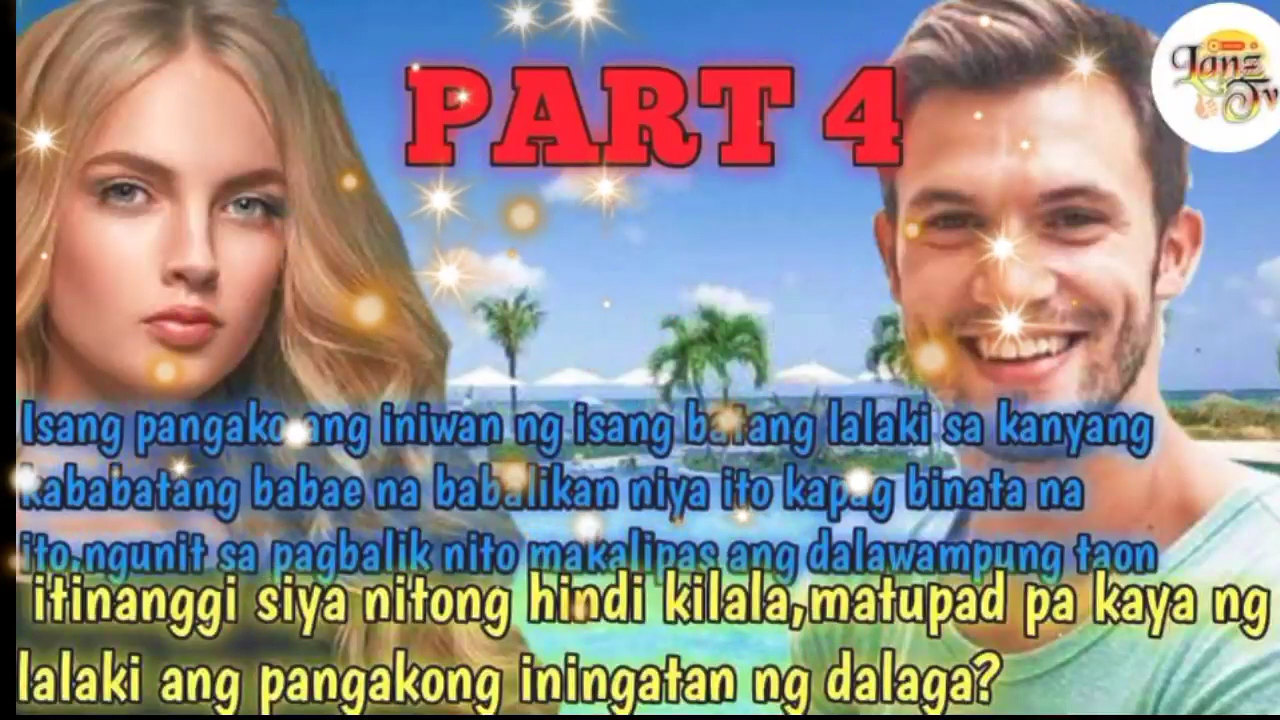 PART 4
Lanz
Tv
Isang pangako ang iniwan ng isang batang lalaki sa kanyang
kababatang babae na babalikan niya ito kapag binata na
ito,ngunit sa pagbalik nito makalipas ang dalawampung taon
itinanggi siya nitong hindi kilala,matupad pa kaya ng
lalaki ang pangakong iningatan ng dalaga?